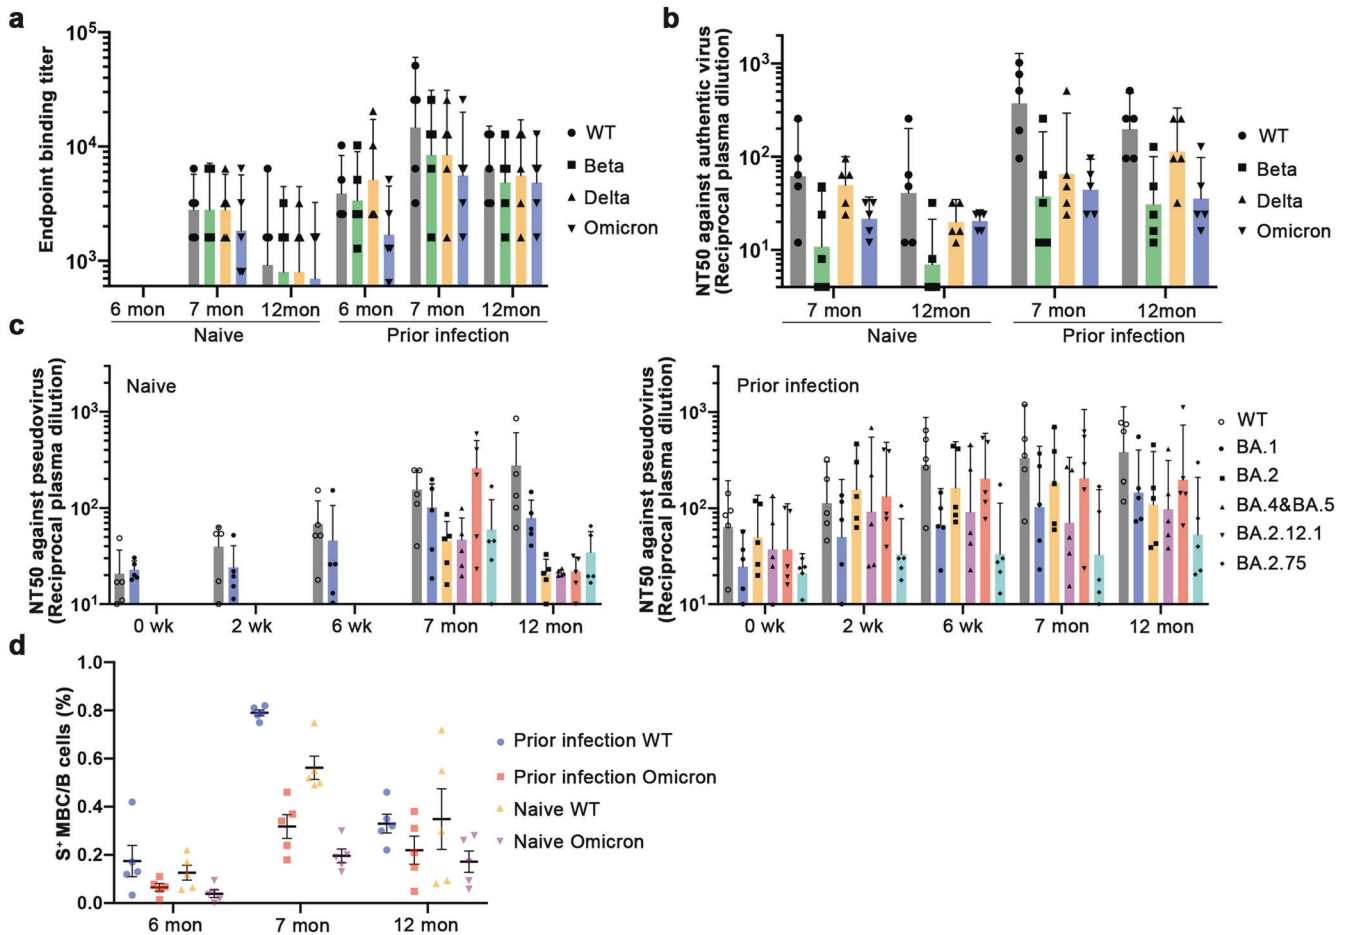 a
Endpoint binding titer
10⁵
10⁴
10³
6 mon
7 mon
12mon
6 mon
7 mon
12mon
Naive
Prior infection
WT
Beta
Delta
Omicron
b
NT50 against authentic virus
(Reciprocal plasma dilution)
10³
10²
10¹
7 mon
12mon
7 mon
12mon
Naive
Prior infection
WT
Beta
Delta
Omicron
c
NT50 against pseudovirus
(Reciprocal plasma dilution)
Naive
10³
10²
10¹
0 wk
2 wk
6 wk
7 mon
12 mon
NT50 against pseudovirus
(Reciprocal plasma dilution)
Prior infection
10³
10²
10¹
0 wk
2 wk
6 wk
7 mon
12 mon
WT
BA.1
BA.2
BA.4&BA.5
BA.2.12.1
BA.2.75
d
S⁺ MBC/B cells (%)
1.0
0.8
0.6
0.4
0.2
0.0
6 mon
7 mon
12 mon
Prior infection WT
Prior infection Omicron
Naive WT
Naive Omicron